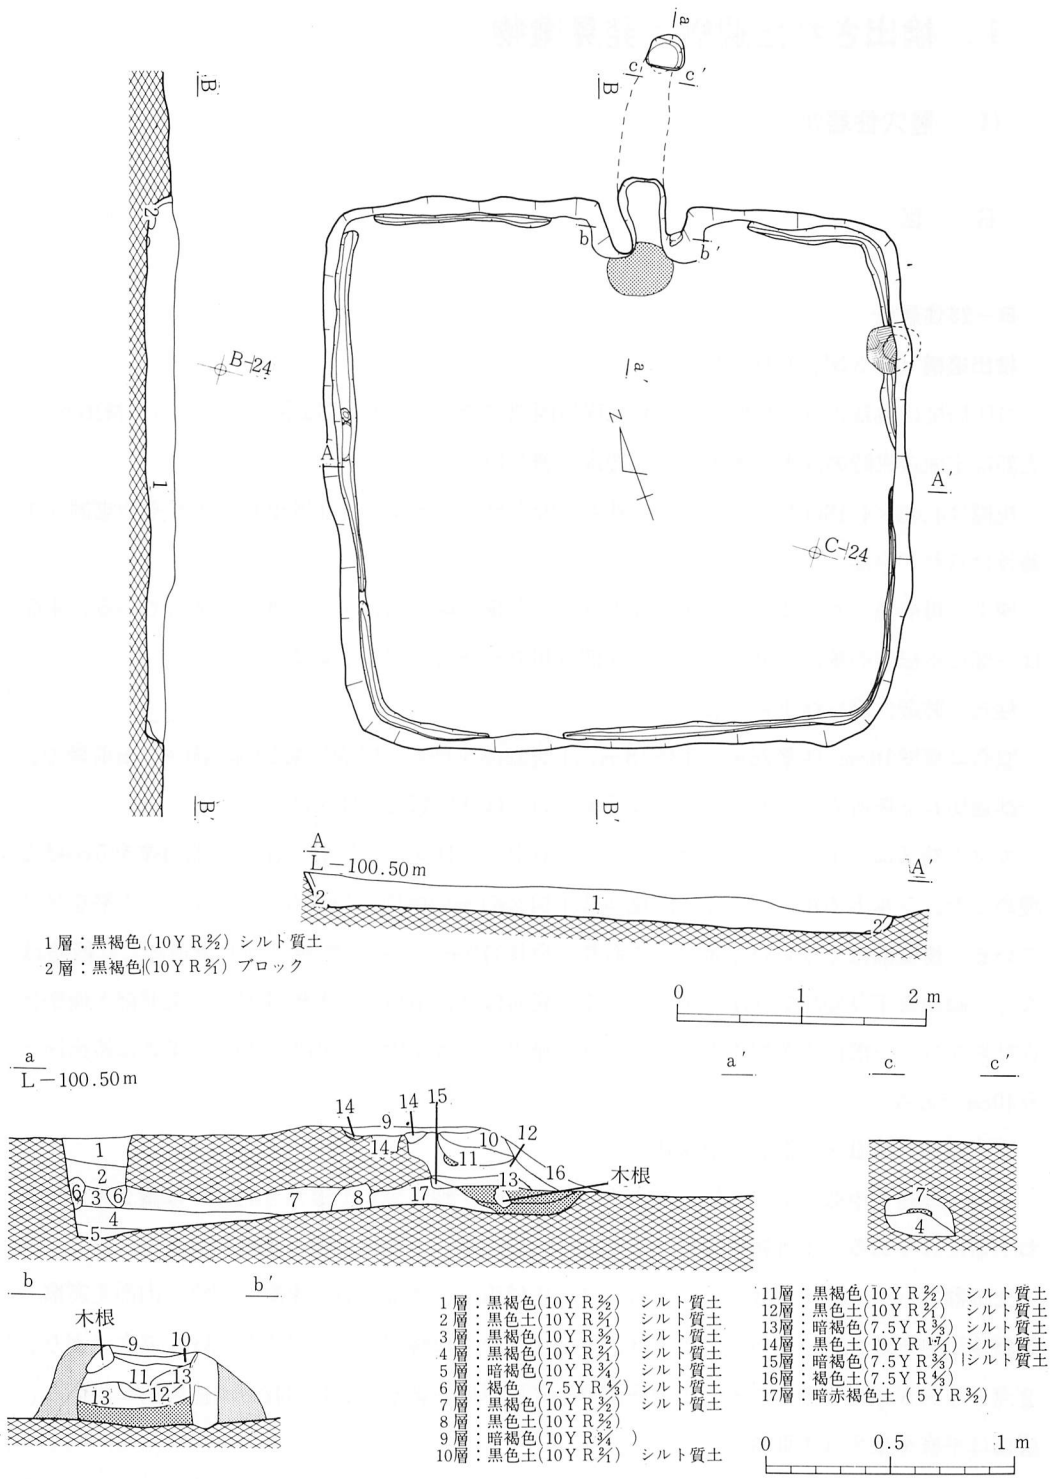 a
c c′
B B
b b′
2
B-24
a′
N
A A′
1
C-24
B′ B′
A
L-100.50m
A′
2 1 2
1層：黒褐色(10YR2/2) シルト質土
2層：黒褐色(10YR2/1) ブロック
0 1 2 m
a a′ c c′
L-100.50m
14 9 14 15
10 12
1 14 11
2 16 木根
6 3 6 7 8 17 13
4
5
7
4
b b′
木根
9 10
11 13
13 12
1層：黒褐色(10YR2/2) シルト質土
2層：黒色土(10YR2/1) シルト質土
3層：黒褐色(10YR3/2) シルト質土
4層：黒褐色(10YR2/1) シルト質土
5層：暗褐色(10YR3/4) シルト質土
6層：褐色 (7.5YR4/3) シルト質土
7層：黒褐色(10YR3/2) シルト質土
8層：黒色土(10YR2/2)
9層：暗褐色(10YR3/4 )
10層：黒色土(10YR2/1) シルト質土
11層：黒褐色(10YR2/2) シルト質土
12層：黒色土(10YR2/1) シルト質土
13層：暗褐色(7.5YR3/3) シルト質土
14層：黒色土(10YR1.7/1) シルト質土
15層：暗褐色(7.5YR3/3) シルト質土
16層：褐色土(7.5YR4/3)
17層：暗赤褐色土(5YR3/2)
0 0.5 1 m